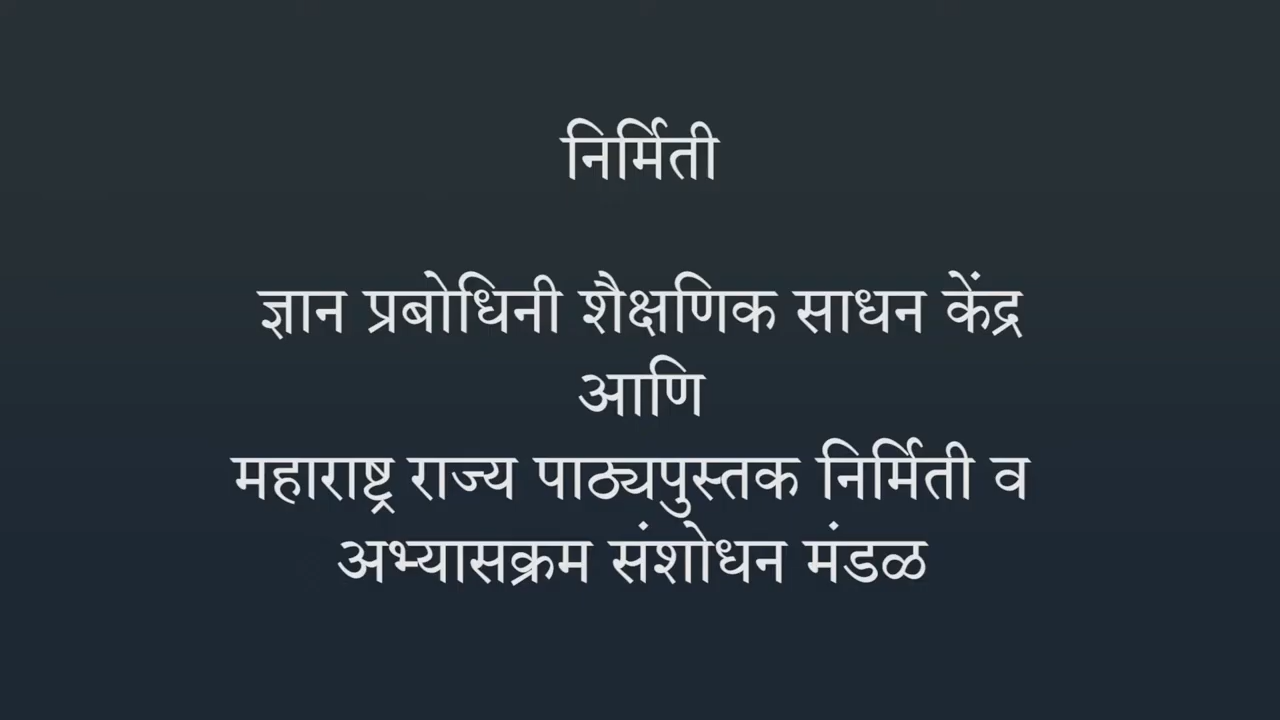 निर्मिती
ज्ञान प्रबोधिनी शैक्षणिक साधन केंद्र
आणि
महाराष्ट्र राज्य पाठ्यपुस्तक निर्मिती व
अभ्यासक्रम संशोधन मंडळ